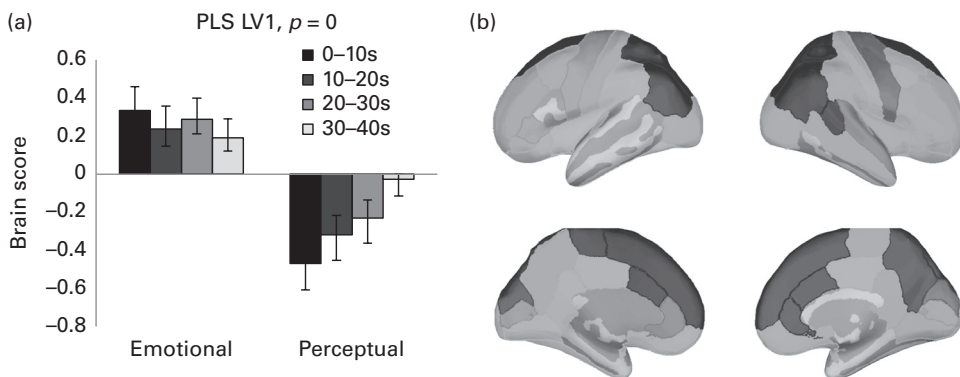 (a)
PLS LV1, p = 0
0–10s
10–20s
20–30s
30–40s
0.6
0.4
0.2
0
−0.2
−0.4
−0.6
−0.8
Brain score
Emotional
Perceptual
(b)